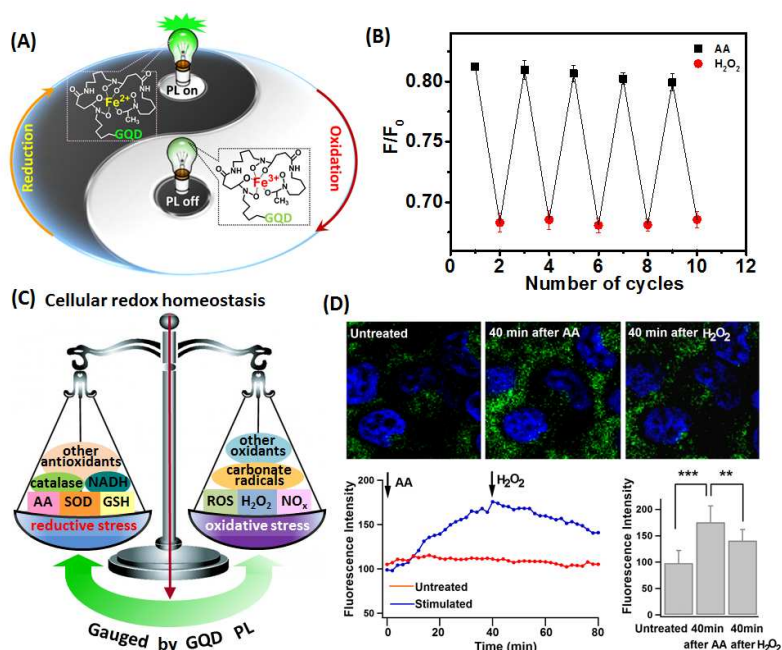 (A)
PL on
Fe2+
GQD
Reduction
Oxidation
PL off
Fe3+
GQD
(B)
AA
H2O2
F/F0
0.80
0.75
0.70
0 2 4 6 8 10 12
Number of cycles
(C) Cellular redox homeostasis
other
antioxidants
catalase NADH
AA SOD GSH
reductive stress
other
oxidants
carbonate
radicals
ROS H2O2 NOx
oxidative stress
Gauged by GQD PL
(D)
Untreated
40 min after AA
40 min after H2O2
AA
H2O2
Fluorescence Intensity
200
150
100
50
Untreated
Stimulated
0 20 40 60 80
Time (min)
Fluorescence Intensity
200
150
100
50
0
*** **
Untreated 40min 40min
after AA after H2O2